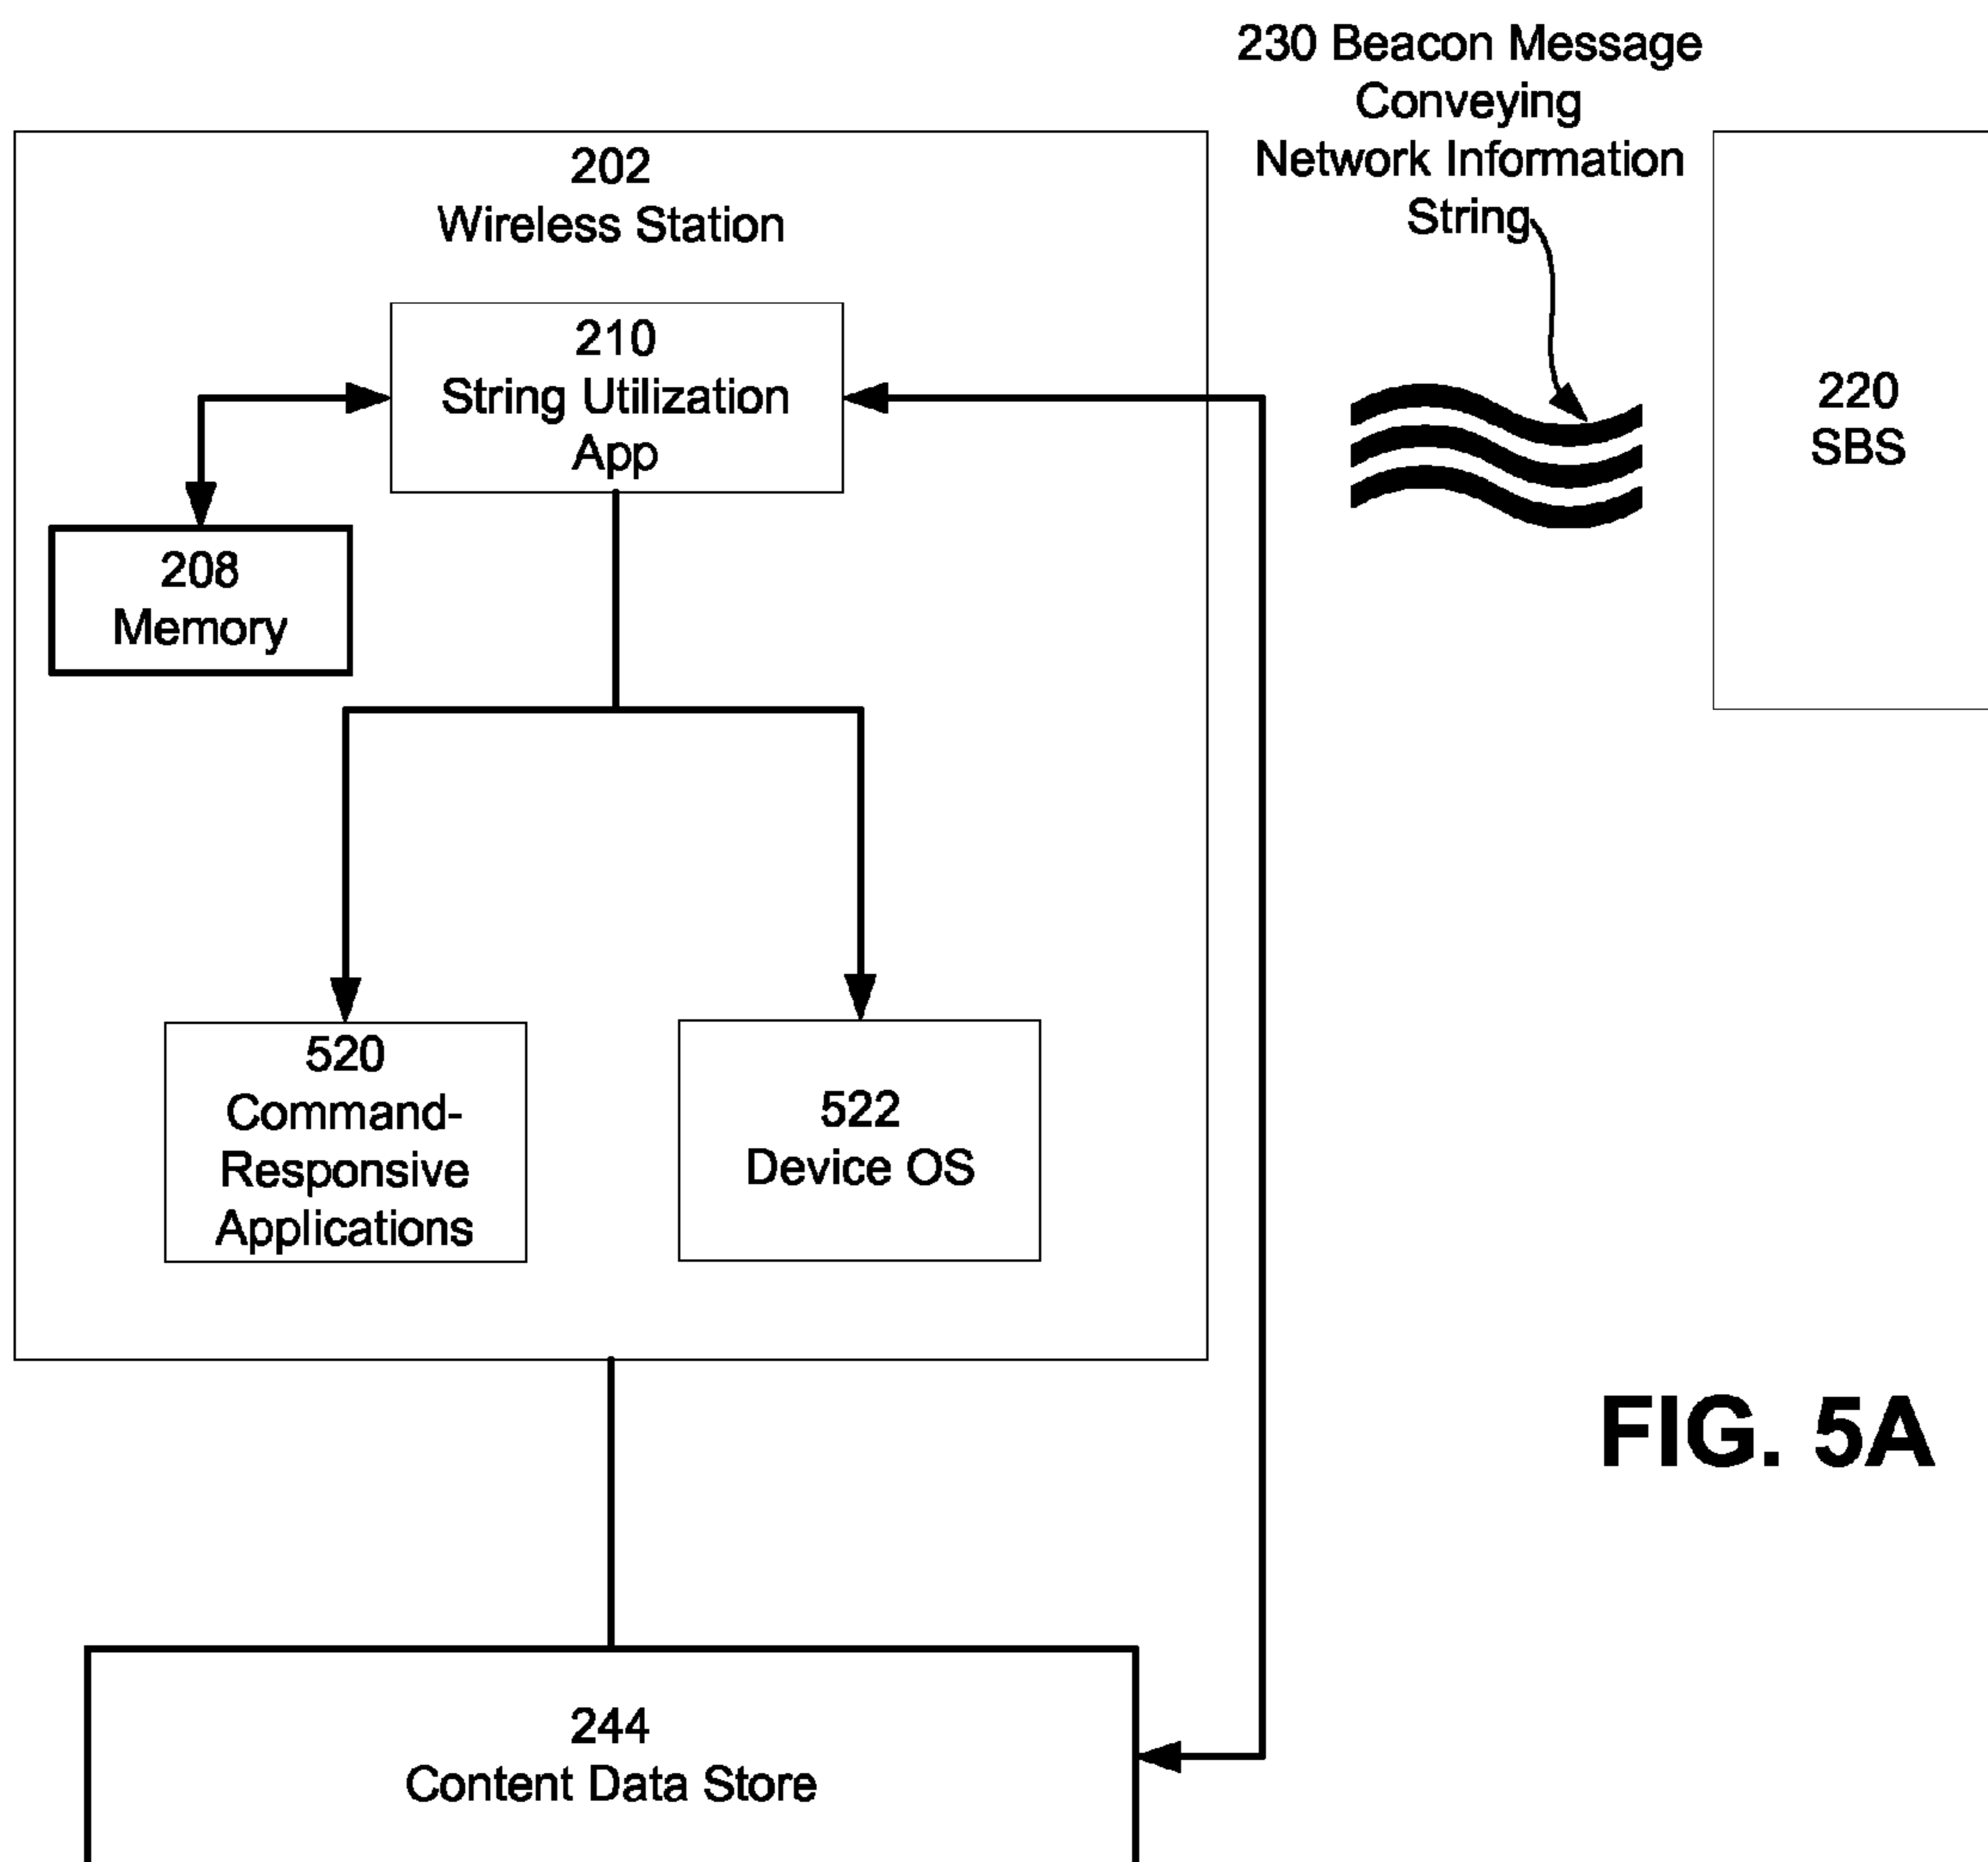 230 Beacon Message
Conveying
Network Information
String
202
Wireless Station
210
String Utilization
App
220
SBS
208
Memory
520
Command-
Responsive
Applications
522
Device OS
FIG. 5A
244
Content Data Store